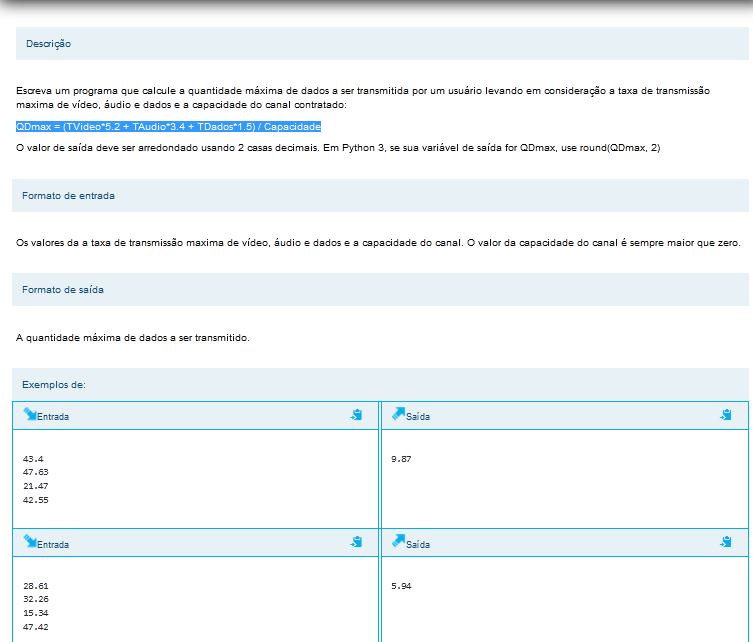 Descrição
Escreva um programa que calcule a quantidade máxima de dados a ser transmitida por um usuário levando em consideração a taxa de transmissão
maxima de vídeo, áudio e dados e a capacidade do canal contratado:
QDmax = (TVideo*5.2 + TAudio*3.4 + TDados*1.5) / Capacidade
O valor de saída deve ser arredondado usando 2 casas decimais. Em Python 3, se sua variável de saída for QDmax, use round(QDmax, 2)
Formato de entrada
Os valores da a taxa de transmissão maxima de vídeo, áudio e dados e a capacidade do canal. O valor da capacidade do canal é sempre maior que zero.
Formato de saída
A quantidade máxima de dados a ser transmitido.
Exemplos de:
Entrada
Saída
43.4
47.63
21.47
42.55
9.87
Entrada
Saída
28.61
32.26
15.34
47.42
5.94